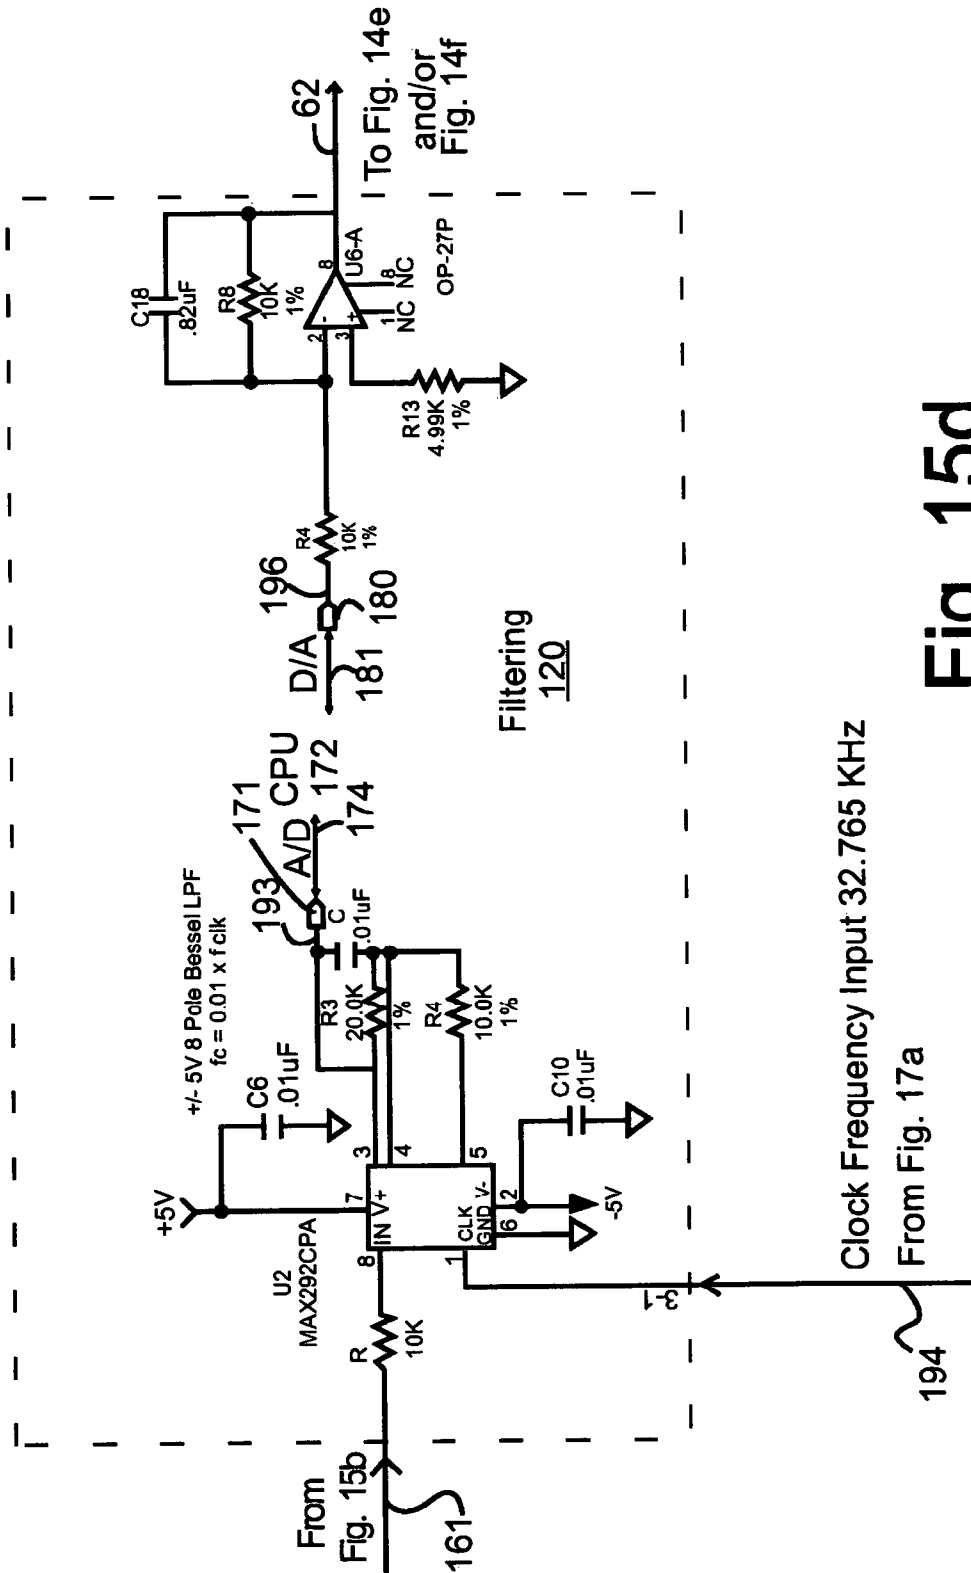 From
Fig. 15b
161
R
10K
U2
MAX292CPA
+5V
C6
.01uF
+/- 5V 8 Pole Bessel LPF
fc = 0.01 x f clk
8
IN
7
V+
3
4
5
1
CLK
GND
6
V-
2
-5V
C10
.01uF
R3
20.0K
1%
R4
10.0K
1%
C
.01uF
193
171
A/D
CPU
172
174
D/A
181
196
180
R4
10K
1%
C18
.82uF
R8
10K
1%
2
-
3
+
8
U6-A
1
NC
8
NC
OP-27P
R13
4.99K
1%
62
To Fig. 14e
and/or
Fig. 14f
Filtering
120
3-1
194
Clock Frequency Input 32.765 KHz
From Fig. 17a
Fig. 15d